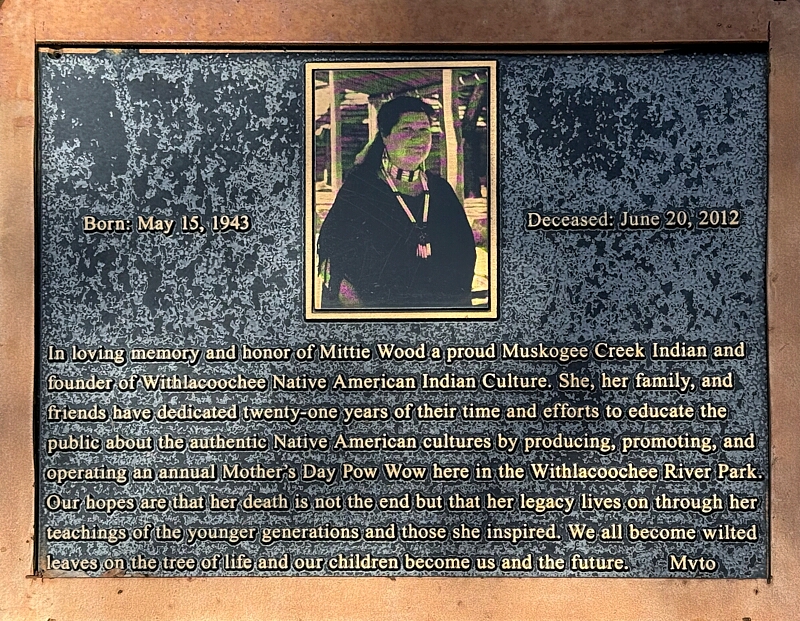 Born: May 15, 1943
Deceased: June 20, 2012
In loving memory and honor of Mittie Wood a proud Muskogee Creek Indian and
founder of Withlacoochee Native American Indian Culture. She, her family, and
friends have dedicated twenty-one years of their time and efforts to educate the
public about the authentic Native American cultures by producing, promoting, and
operating an annual Mother's Day Pow Wow here in the Withlacoochee River Park.
Our hopes are that her death is not the end but that her legacy lives on through her
teachings of the younger generations and those she inspired. We all become wilted
leaves on the tree of life and our children become us and the future. Mvto